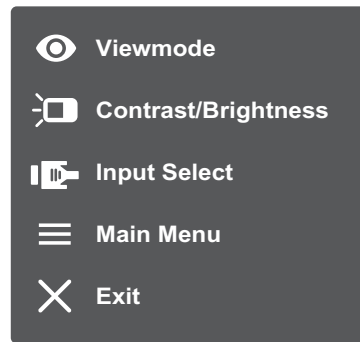 Viewmode
Contrast/Brightness
Input Select
Main Menu
Exit